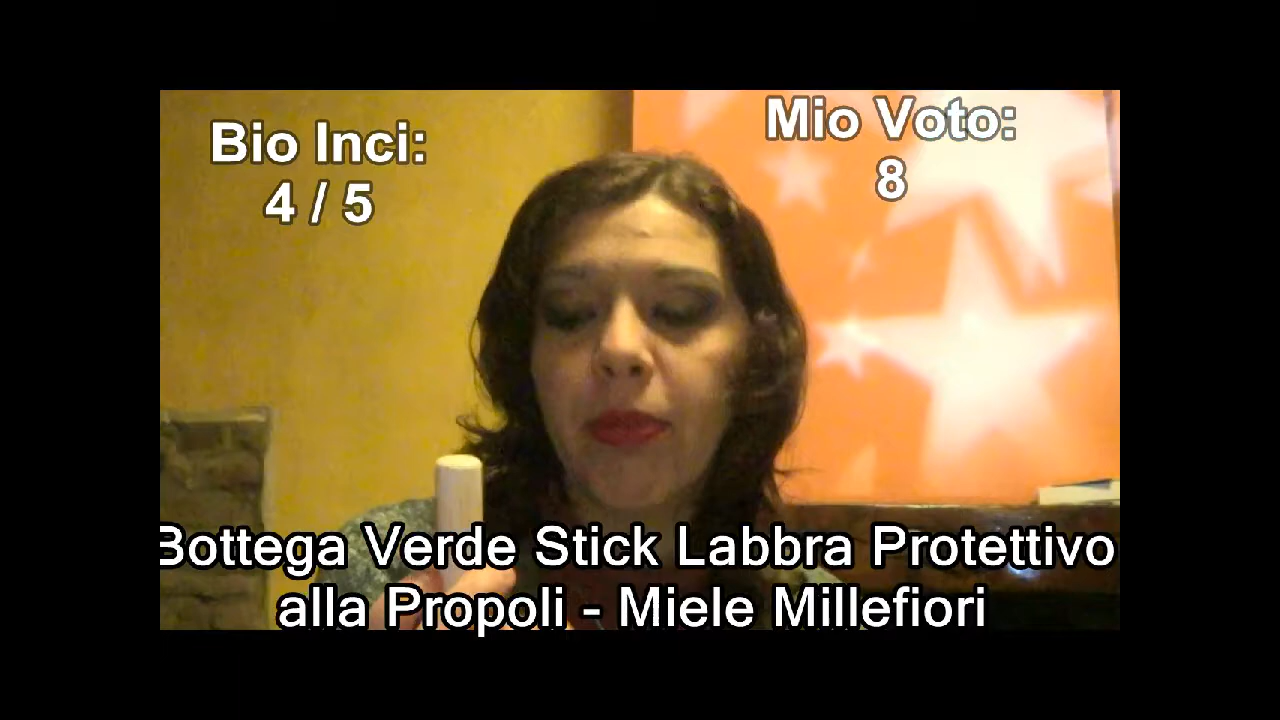 Bio Inci:
4 / 5
Mio Voto:
8
Bottega Verde Stick Labbra Protettivo
alla Propoli - Miele Millefiori